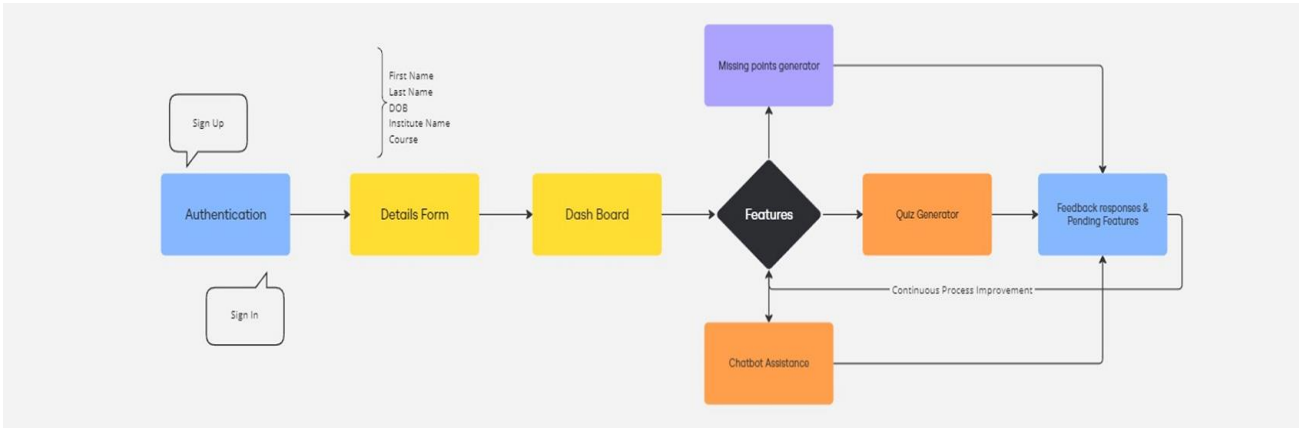 Sign Up
Authentication
Sign In
First Name
Last Name
DOB
Institute Name
Course
Details Form
Dash Board
Features
Missing points generator
Quiz Generator
Chatbot Assistance
Feedback responses &
Pending Features
Continuous Process Improvement